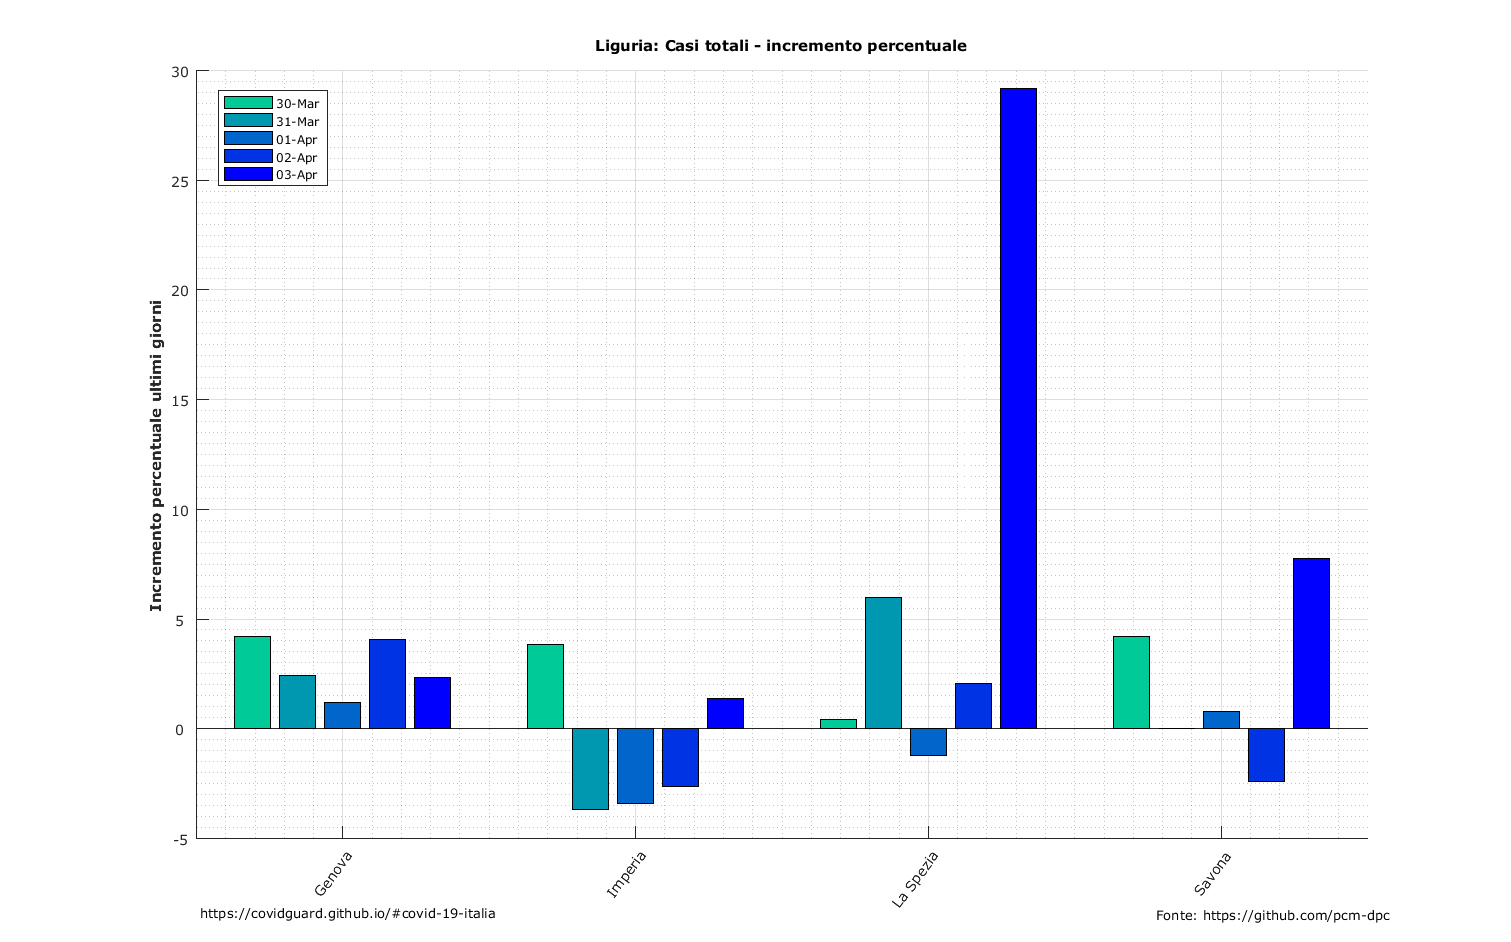 Liguria: Casi totali - incremento percentuale
30
25
20
15
10
5
0
-5
Incremento percentuale ultimi giorni
30-Mar
31-Mar
01-Apr
02-Apr
03-Apr
Genova
Imperia
La Spezia
Savona
https://covidguard.github.io/#covid-19-italia
Fonte: https://github.com/pcm-dpc